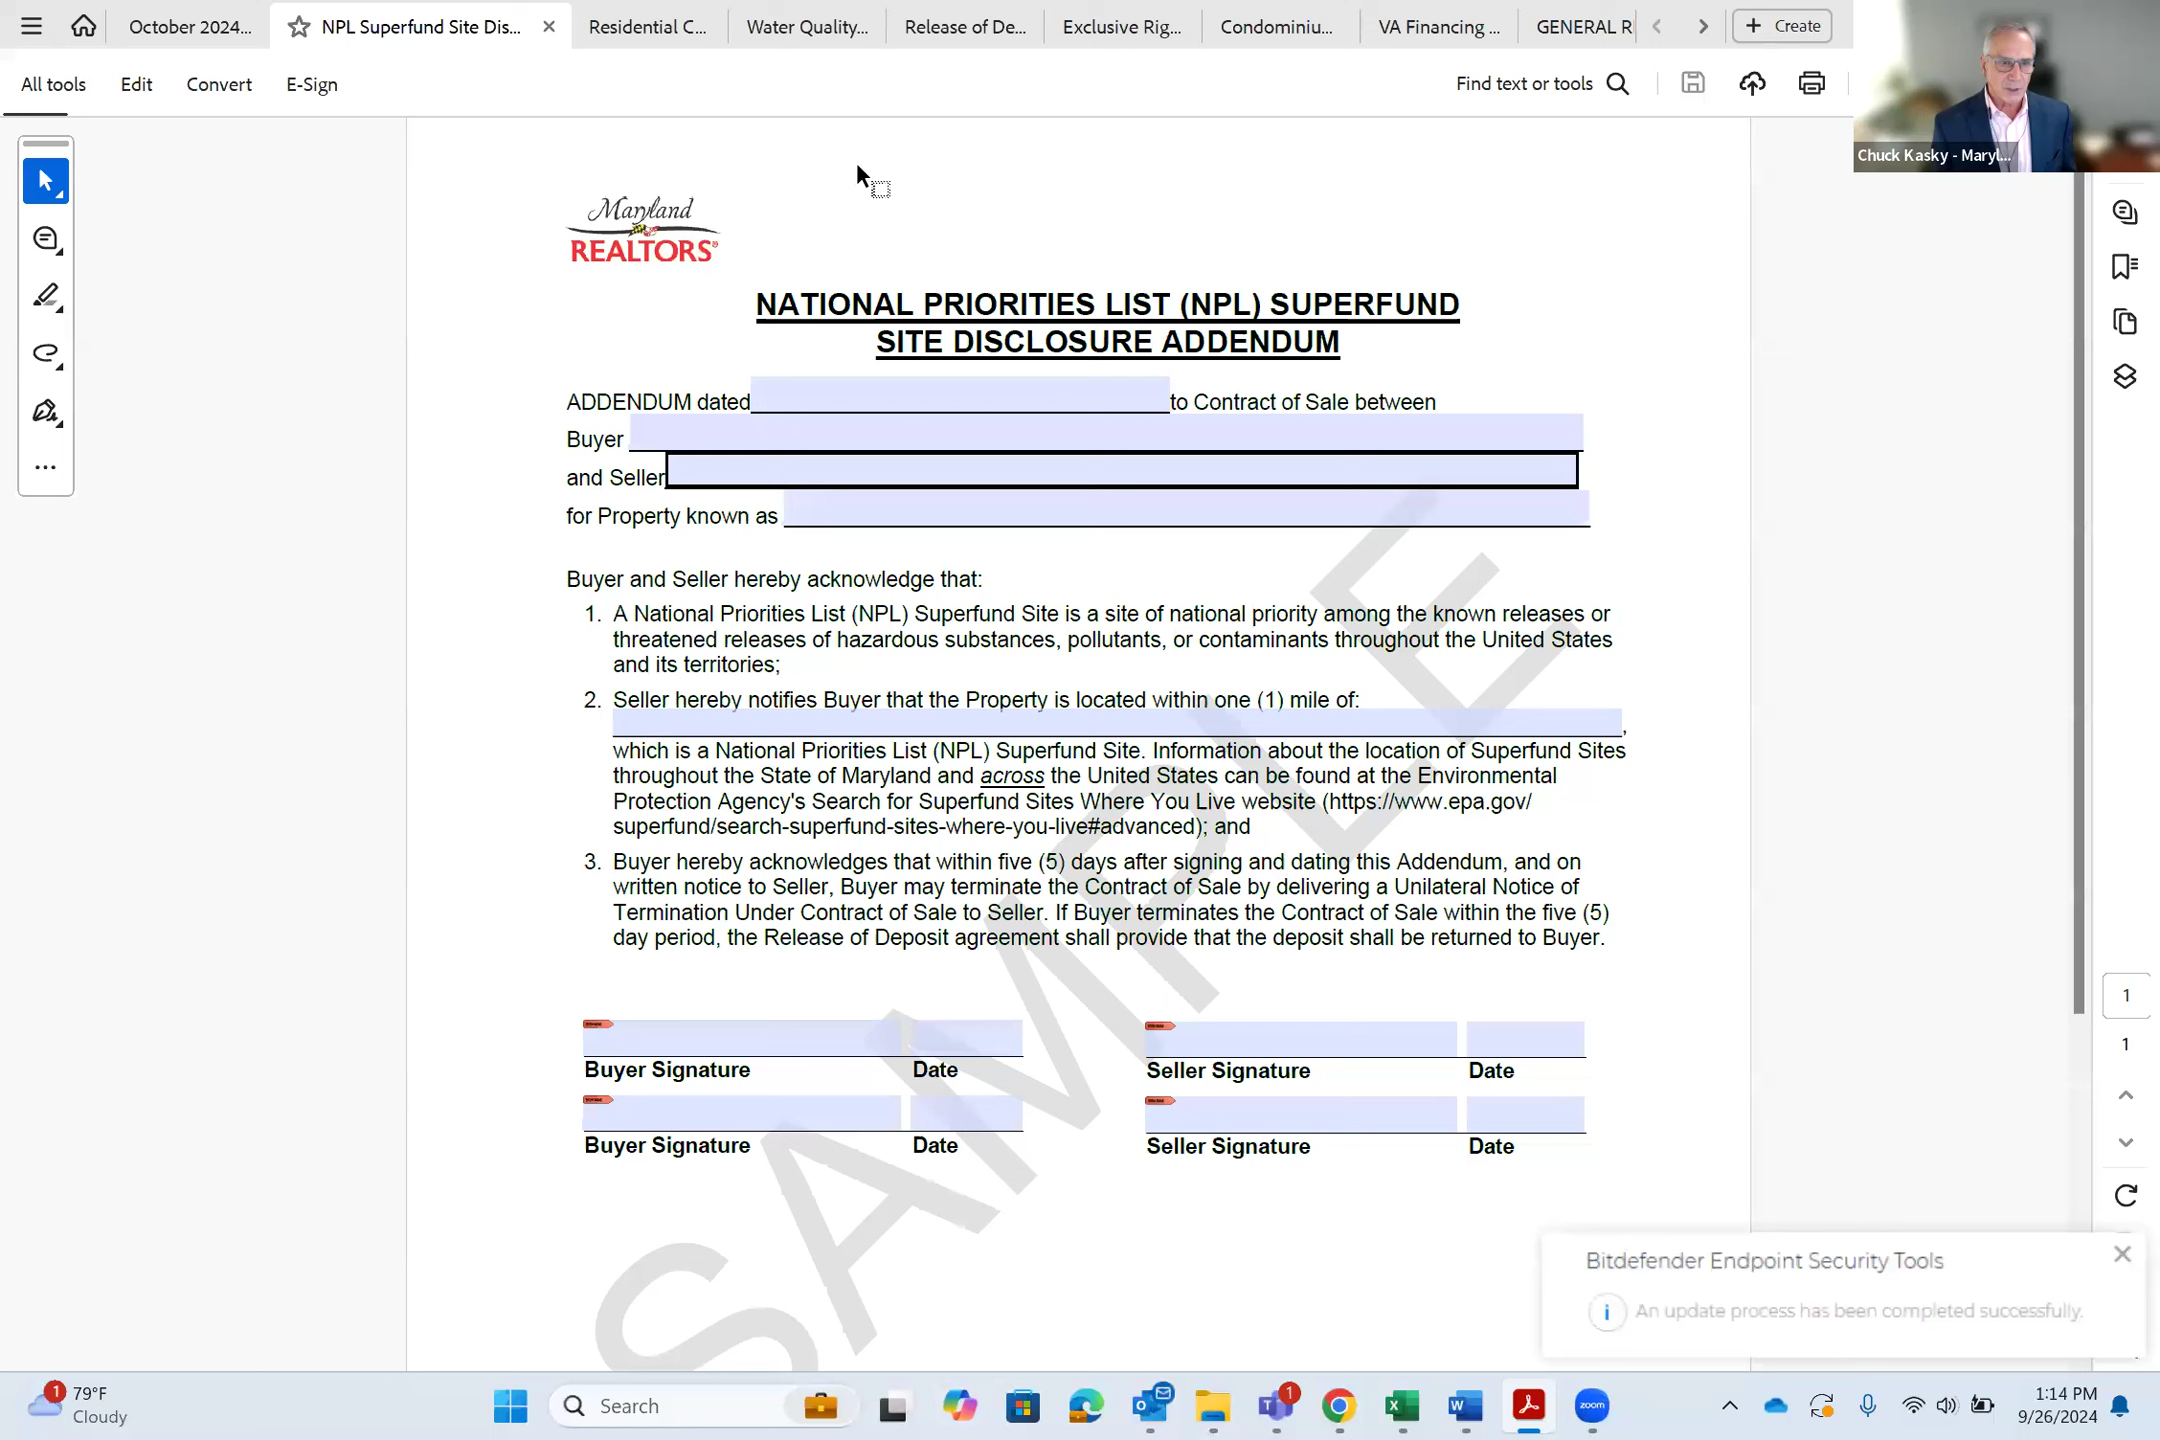 October 2024...
NPL Superfund Site Dis...
Residential C...
Water Quality...
Release of De...
Exclusive Rig...
Condominiu...
VA Financing ...
GENERAL R
Create
All tools
Edit
Convert
E-Sign
Find text or tools
Chuck Kasky - Maryl...
Maryland
REALTORS®
NATIONAL PRIORITIES LIST (NPL) SUPERFUND
SITE DISCLOSURE ADDENDUM
ADDENDUM dated to Contract of Sale between
Buyer
and Seller
for Property known as
Buyer and Seller hereby acknowledge that:
1. A National Priorities List (NPL) Superfund Site is a site of national priority among the known releases or
threatened releases of hazardous substances, pollutants, or contaminants throughout the United States
and its territories;
2. Seller hereby notifies Buyer that the Property is located within one (1) mile of:
,
which is a National Priorities List (NPL) Superfund Site. Information about the location of Superfund Sites
throughout the State of Maryland and across the United States can be found at the Environmental
Protection Agency's Search for Superfund Sites Where You Live website (https://www.epa.gov/
superfund/search-superfund-sites-where-you-live#advanced); and
3. Buyer hereby acknowledges that within five (5) days after signing and dating this Addendum, and on
written notice to Seller, Buyer may terminate the Contract of Sale by delivering a Unilateral Notice of
Termination Under Contract of Sale to Seller. If Buyer terminates the Contract of Sale within the five (5)
day period, the Release of Deposit agreement shall provide that the deposit shall be returned to Buyer.
Buyer Signature Date
Seller Signature Date
Buyer Signature Date
Seller Signature Date
SAMPLE
1
1
Bitdefender Endpoint Security Tools
An update process has been completed successfully.
1
79°F
Cloudy
Search
1
zoom
1:14 PM
9/26/2024